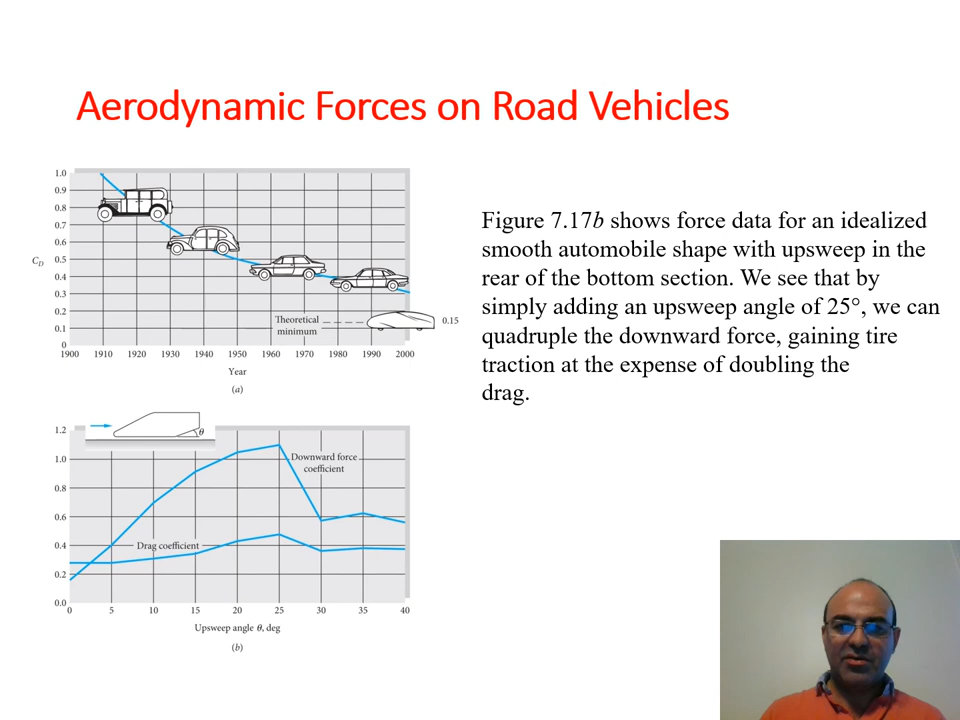 Aerodynamic Forces on Road Vehicles
1.0
0.9
0.8
0.7
0.6
C_D 0.5
0.4
0.3
0.2
0.1
0
Theoretical
minimum
0.15
1900 1910 1920 1930 1940 1950 1960 1970 1980 1990 2000
Year
(a)
1.2
1.0
0.8
0.6
0.4
0.2
0.0
θ
Downward force
coefficient
Drag coefficient
0 5 10 15 20 25 30 35 40
Upsweep angle θ, deg
(b)
Figure 7.17b shows force data for an idealized
smooth automobile shape with upsweep in the
rear of the bottom section. We see that by
simply adding an upsweep angle of 25°, we can
quadruple the downward force, gaining tire
traction at the expense of doubling the
drag.